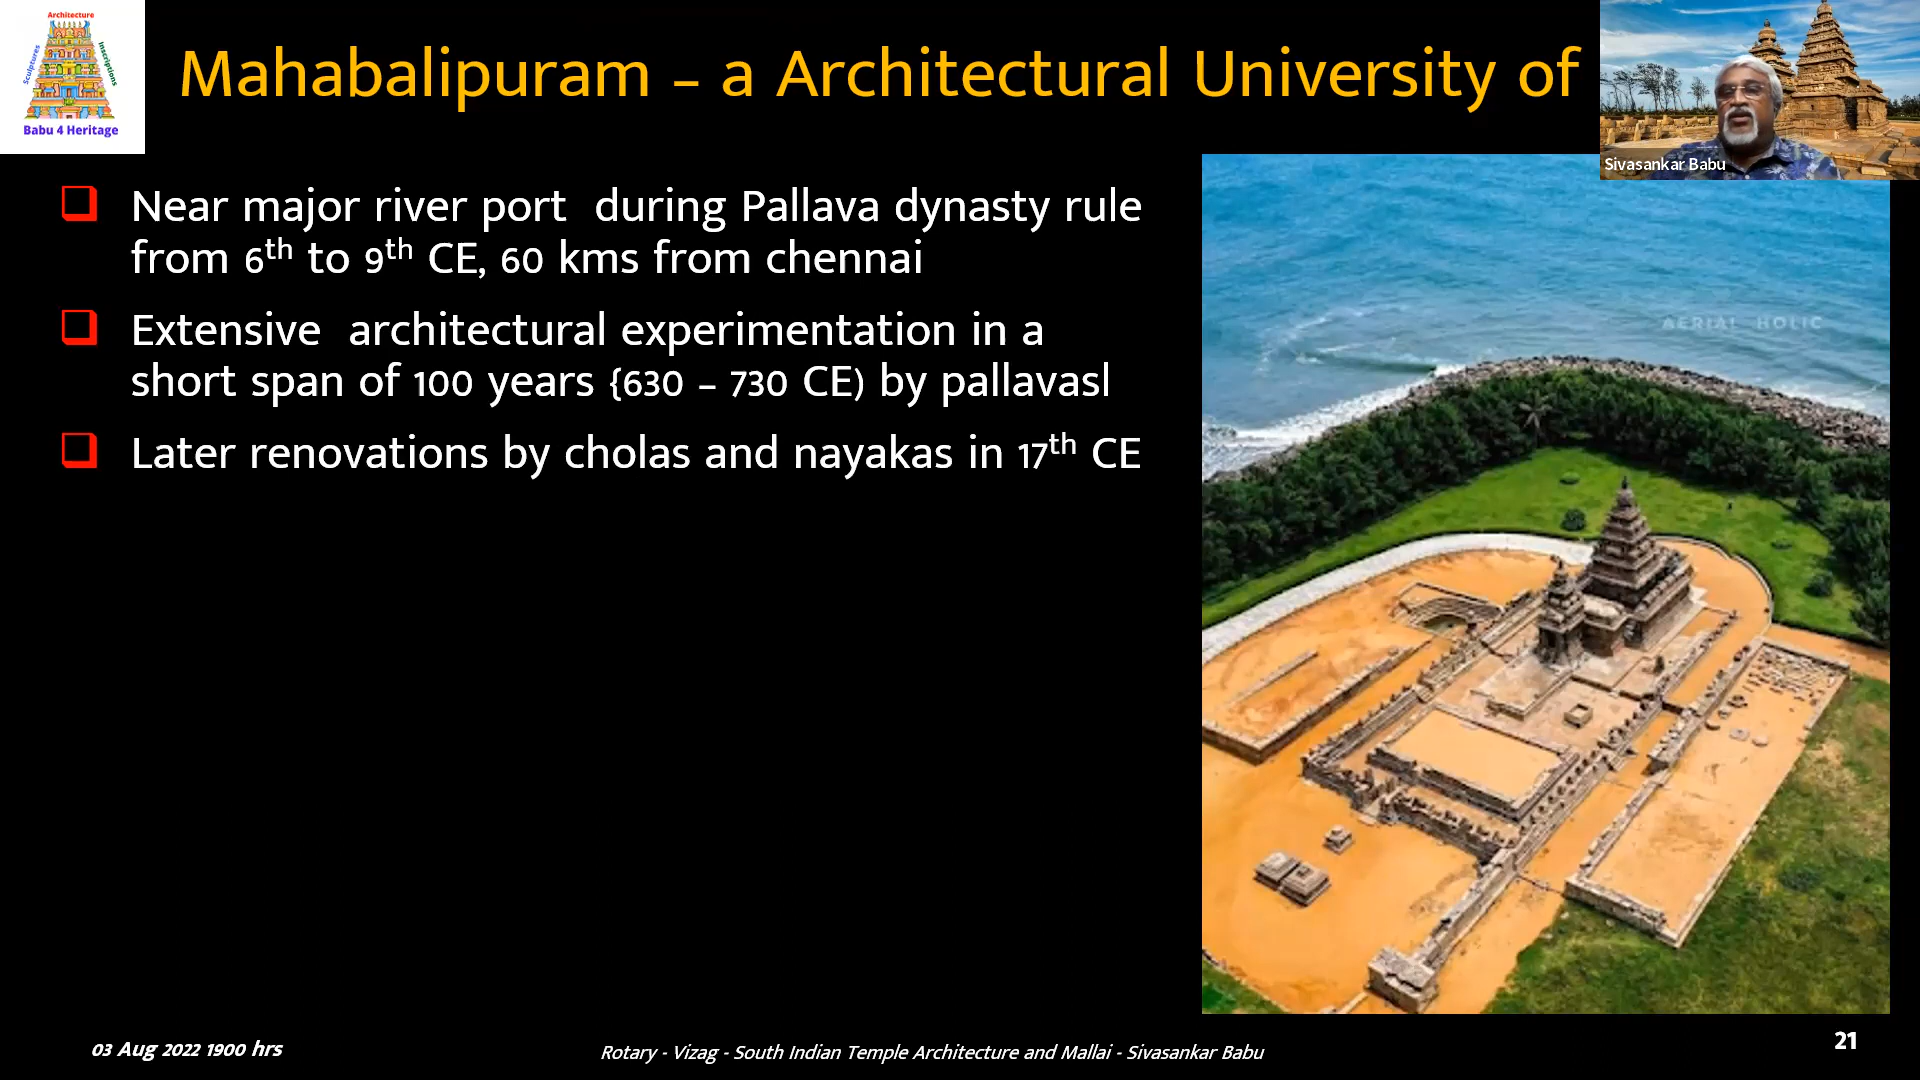 Architecture
Sculptures
Inscriptions
Babu 4 Heritage
Mahabalipuram – a Architectural University of
Sivasankar Babu
❑ Near major river port  during Pallava dynasty rule
from 6th to 9th CE, 60 kms from chennai
❑ Extensive  architectural experimentation in a
short span of 100 years {630 – 730 CE) by pallavasl
❑ Later renovations by cholas and nayakas in 17th CE
AERIAL HOLIC
03 Aug 2022 1900 hrs
Rotary - Vizag - South Indian Temple Architecture and Mallai - Sivasankar Babu
21